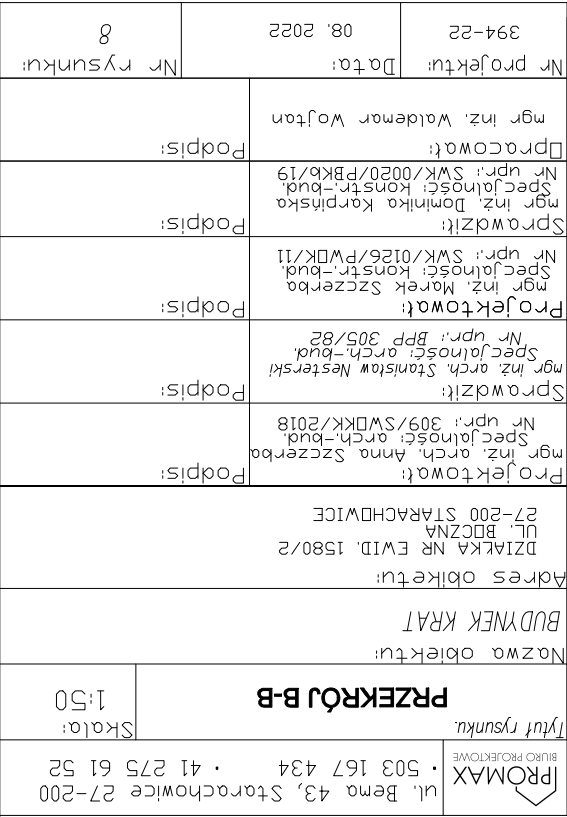 PROMAX
BIURO PROJEKTOWE
ul. Bema 43, Starachowice 27-200
• 503 167 434 • 41 275 61 52
Tytuł rysunku.
PRZEKRÓJ B-B
Skala:
1:50
Nazwa obiektu:
BUDYNEK KRAT
Adres obiketu:
DZIAŁKA NR EWID. 1580/2
UL. BOCZNA
27-200 STARACHOWICE
Projektował:
mgr inż. arch. Anna Szczerba
Specjalność: arch.-bud.
Nr upr.: 309/SWOKK/2018
Podpis:
Sprawdził:
mgr inż. arch. Stanisław Nesterski
Specjalność: arch.-bud.
Nr upr.: BPP 305/82
Podpis:
Projektował:
mgr inż. Marek Szczerba
Specjalność: konstr.-bud.
Nr upr.: SWK/0126/PWOK/11
Podpis:
Sprawdził:
mgr inż. Dominika Karpińska
Specjalność: konstr.-bud.
Nr upr.: SWK/0020/PBKb/19
Podpis:
Opracował:
mgr inż. Waldemar Wojtan
Podpis:
Nr projektu:
394-22
Data:
08. 2022
Nr rysunku:
8